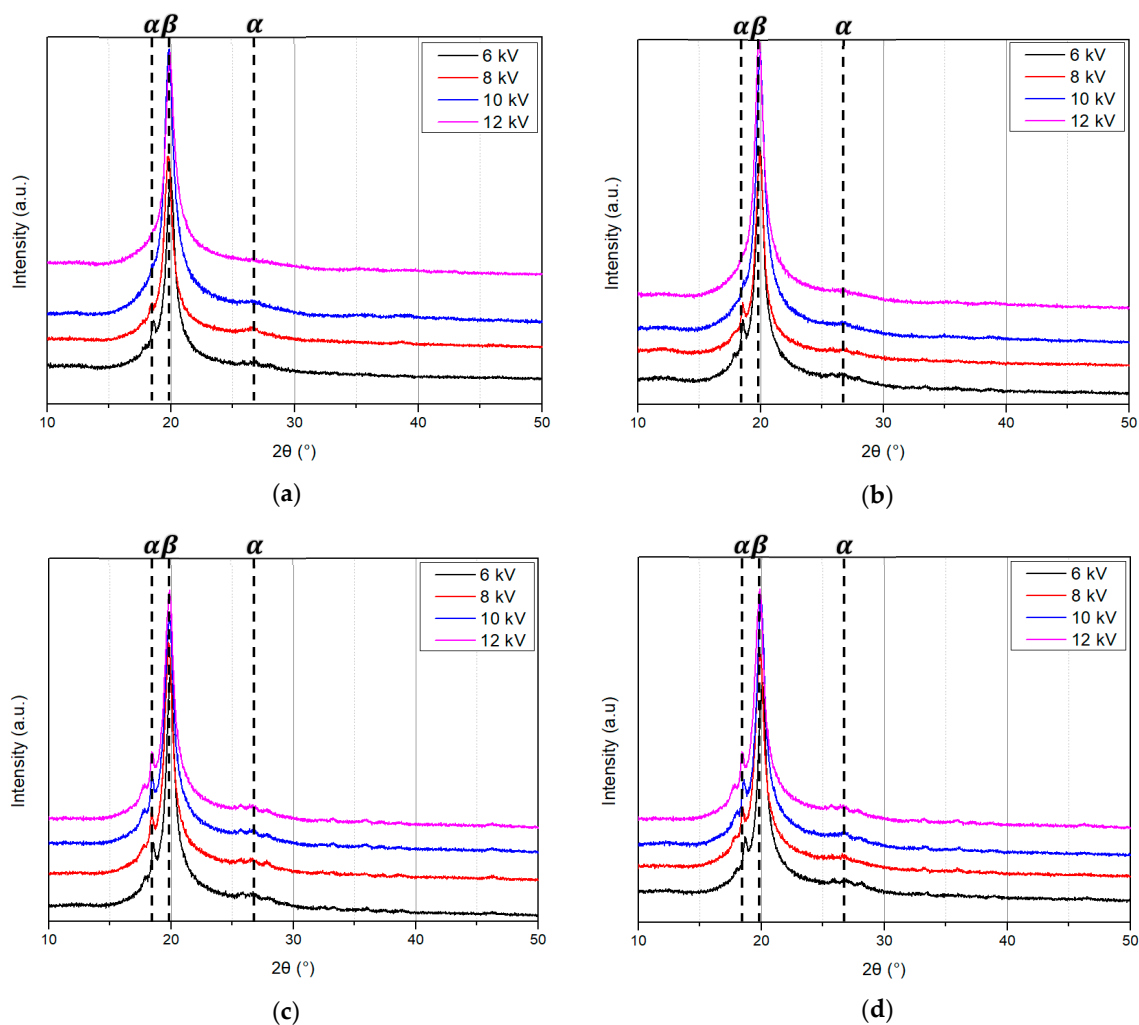 αβ α
6 kV
8 kV
10 kV
12 kV
Intensity (a.u.)
10 20 30 40 50
2θ (°)
(a)
αβ α
6 kV
8 kV
10 kV
12 kV
Intensity (a.u.)
10 20 30 40 50
2θ (°)
(b)
αβ α
6 kV
8 kV
10 kV
12 kV
Intensity (a.u.)
10 20 30 40 50
2θ (°)
(c)
αβ α
6 kV
8 kV
10 kV
12 kV
Intensity (a.u)
10 20 30 40 50
2θ (°)
(d)